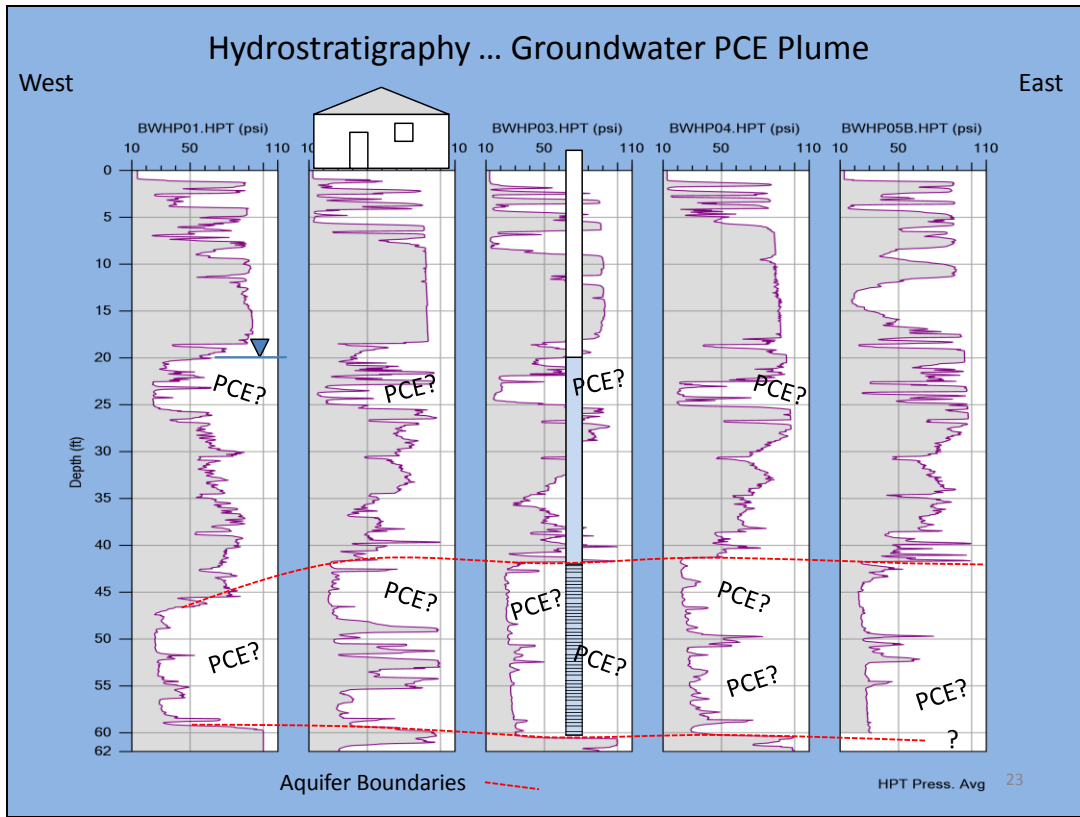 Hydrostratigraphy ... Groundwater PCE Plume
West
East
BWHP01.HPT (psi)
BWHP03.HPT (psi)
BWHP04.HPT (psi)
BWHP05B.HPT (psi)
10 50 110
10 110
10 50 110
10 50 110
10 50 110
0
5
10
15
20
PCE?
PCE?
PCE?
PCE?
25
30
Depth (ft)
35
40
45
PCE?
PCE?
PCE?
50
PCE?
PCE?
55
PCE?
PCE?
60
62
?
Aquifer Boundaries
HPT Press. Avg
23